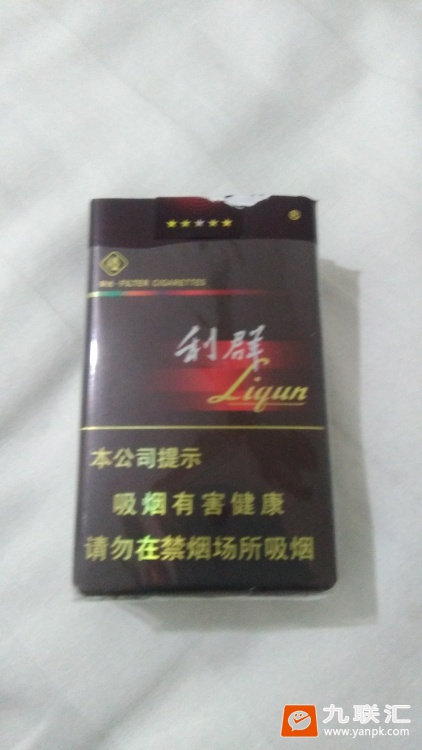 ®
FILTER CIGARETTES
利群
Liqun
本公司提示
吸烟有害健康
请勿在禁烟场所吸烟
九联汇
www.yanpk.com